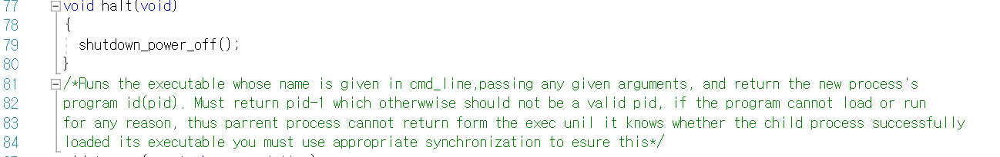 77 void halt(void)
78 {
79 shutdown_power_off();
80 }
81 /*Runs the executable whose name is given in cmd_line,passing any given arguments, and return the new process's
82 program id(pid). Must return pid-1 which otherwwise should not be a valid pid, if the program cannot load or run
83 for any reason, thus parrent process cannot return form the exec unil it knows whether the child process successfully
84 loaded its executable you must use appropriate synchronization to esure this*/